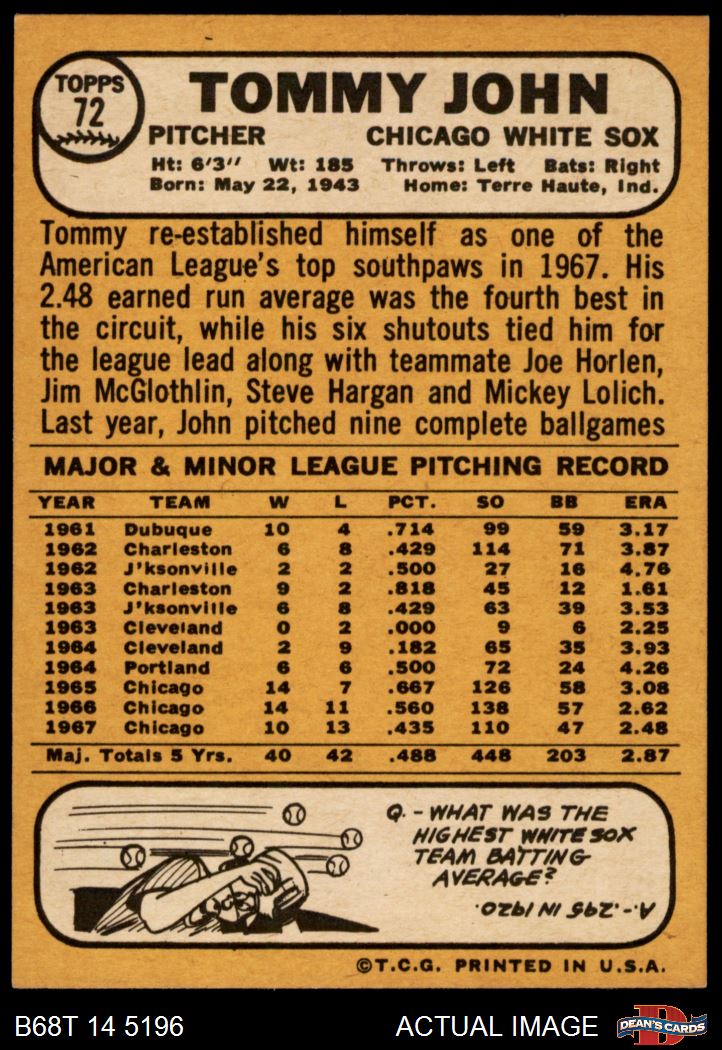 TOPPS
72
TOMMY JOHN
PITCHER CHICAGO WHITE SOX
Ht: 6'3" Wt: 185 Throws: Left Bats: Right
Born: May 22, 1943 Home: Terre Haute, Ind.
Tommy re-established himself as one of the
American League's top southpaws in 1967. His
2.48 earned run average was the fourth best in
the circuit, while his six shutouts tied him for
the league lead along with teammate Joe Horlen,
Jim McGlothlin, Steve Hargan and Mickey Lolich.
Last year, John pitched nine complete ballgames
MAJOR & MINOR LEAGUE PITCHING RECORD
YEAR TEAM W L PCT. SO BB ERA
1961 Dubuque 10 4 .714 99 59 3.17
1962 Charleston 6 8 .429 114 71 3.87
1962 J'ksonville 2 2 .500 27 16 4.76
1963 Charleston 9 2 .818 45 12 1.61
1963 J'ksonville 6 8 .429 63 39 3.53
1963 Cleveland 0 2 .000 9 6 2.25
1964 Cleveland 2 9 .182 65 35 3.93
1964 Portland 6 6 .500 72 24 4.26
1965 Chicago 14 7 .667 126 58 3.08
1966 Chicago 14 11 .560 138 57 2.62
1967 Chicago 10 13 .435 110 47 2.48
Maj. Totals 5 Yrs. 40 42 .488 448 203 2.87
Q.-WHAT WAS THE
HIGHEST WHITE SOX
TEAM BATTING
AVERAGE?
A.-.295 IN 1920.
©T.C.G. PRINTED IN U.S.A.
B68T 14 5196 ACTUAL IMAGE D DEAN'S CARDS